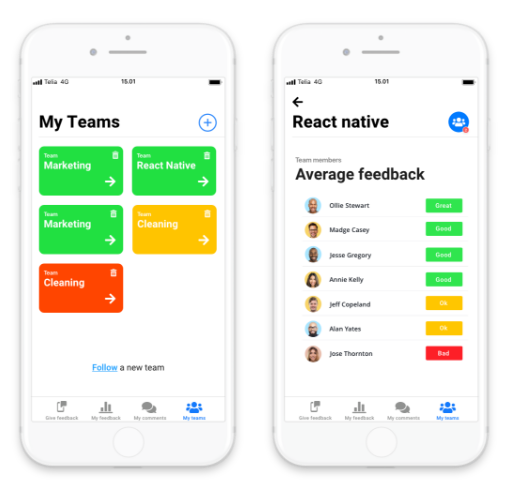 Telia 4G 15.01
My Teams
Team
Marketing
Team
React Native
Team
Marketing
Team
Cleaning
Team
Cleaning
Follow a new team
Give feedback My feedback My comments My teams
Telia 4G 15.01
React native
Team members
Average feedback
Ollie Stewart Great
Madge Casey Good
Jesse Gregory Good
Annie Kelly Good
Jeff Copeland Ok
Alan Yates Ok
Jose Thornton Bad
Give feedback My feedback My comments My teams